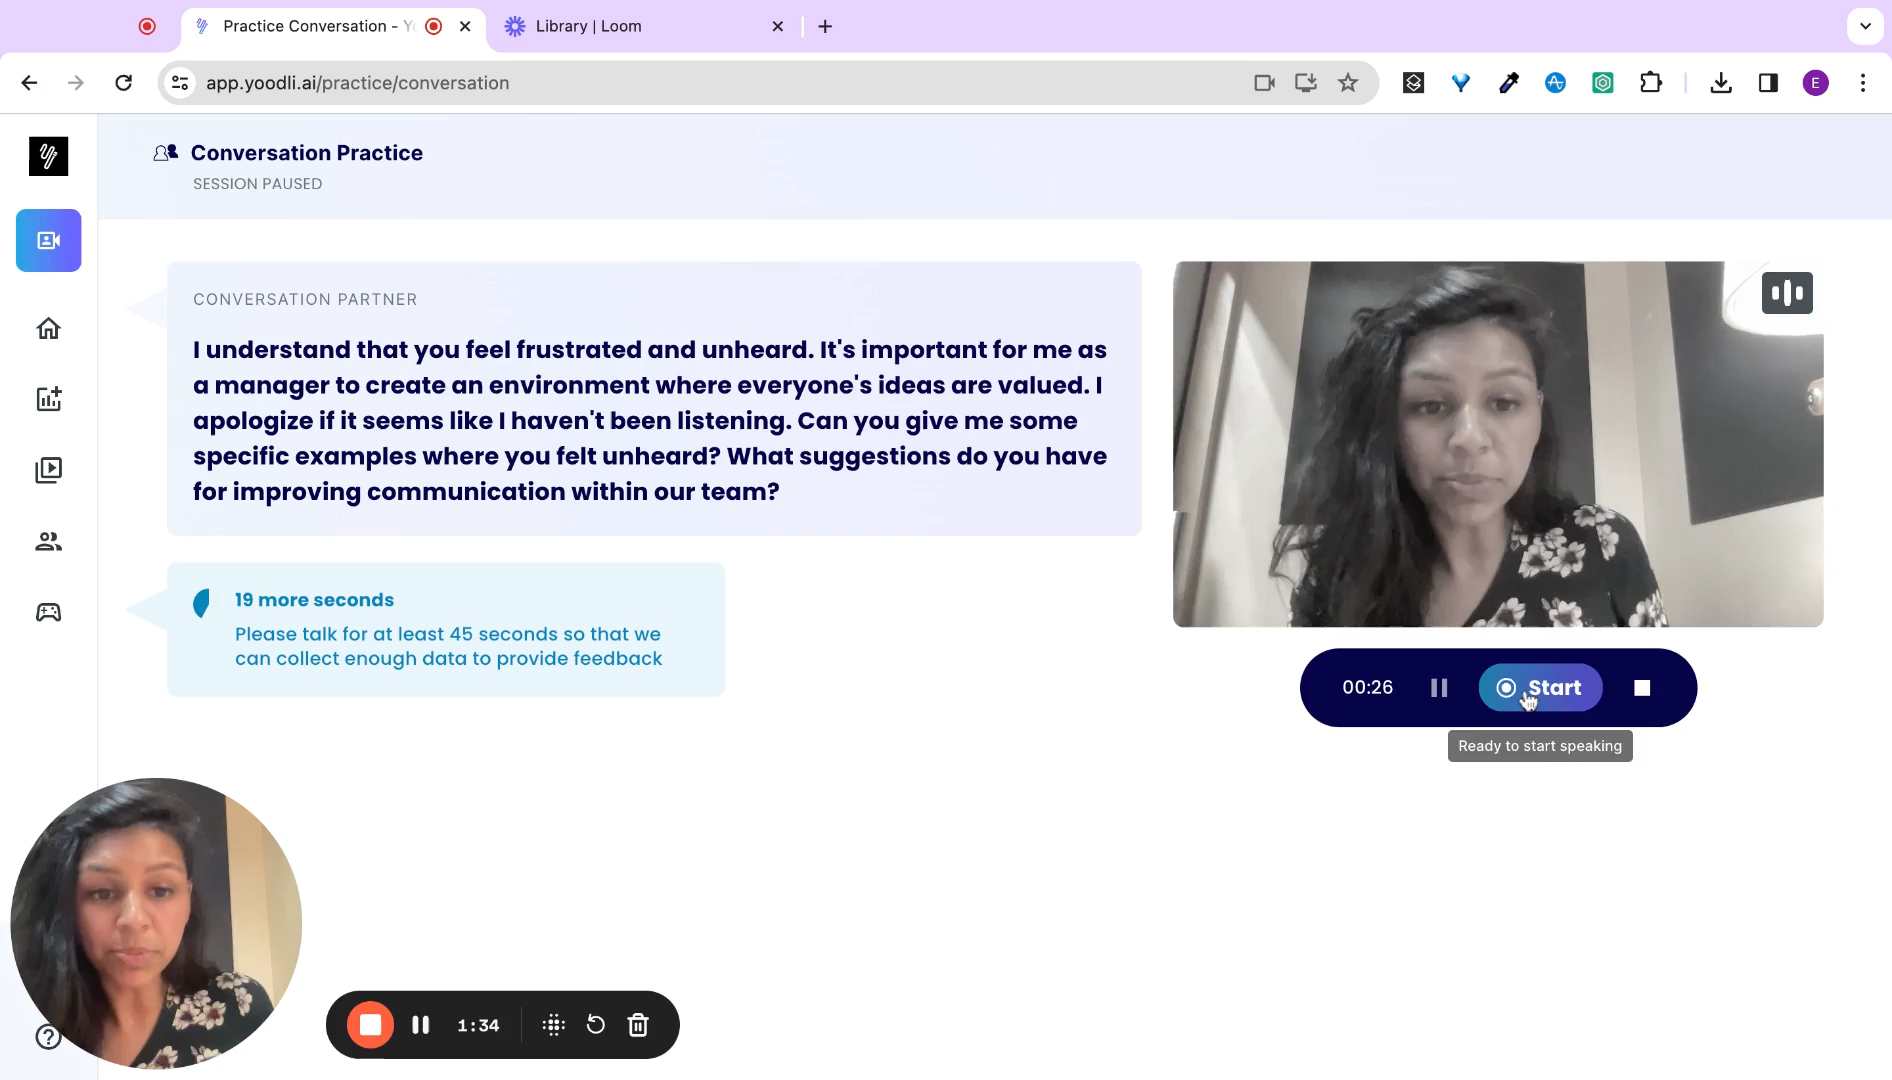 Practice Conversation - Yo
Library | Loom
app.yoodli.ai/practice/conversation
E
Conversation Practice
SESSION PAUSED
CONVERSATION PARTNER
I understand that you feel frustrated and unheard. It's important for me as
a manager to create an environment where everyone's ideas are valued. I
apologize if it seems like I haven't been listening. Can you give me some
specific examples where you felt unheard? What suggestions do you have
for improving communication within our team?
19 more seconds
Please talk for at least 45 seconds so that we
can collect enough data to provide feedback
00:26
Start
Ready to start speaking
1:34